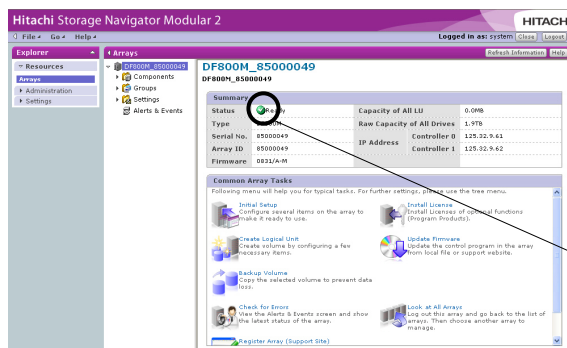 Hitachi Storage Navigator Modular 2
HITACH
File Go Help
Logged in as: system Close Logout
Explorer
Arrays
Refresh Information Help
Resources
Arrays
Administration
Settings
DF800M_85000049
Components
Groups
Settings
Alerts & Events
DF800M_85000049
DF800M_85000049
Summary
Status Ready Capacity of All LU 0.0MB
Type DF800M Raw Capacity of All Drives 1.9TB
Serial No. 85000049 IP Address Controller 0 125.32.9.61
Array ID 85000049 Controller 1 125.32.9.62
Firmware 0831/A-M
Common Array Tasks
Following menu will help you for typical tasks. For further settings, please use the tree menu.
Initial Setup
Configure several items on the array to
make it ready to use.
Install License
Install Licenses of optional functions
(Program Products).
Create Logical Unit
Create volume by configuring a few
necessary items.
Update Firmware
Update the control program in the array
from local file or support website.
Backup Volume
Copy the selected volume to prevent data
loss.
Check for Errors
View the Alerts & Events screen and show
the latest status of the array.
Look at All Arrays
Log out this array and go back to the list of
arrays. Then choose another array to
manage.
Register Array (Support Site)